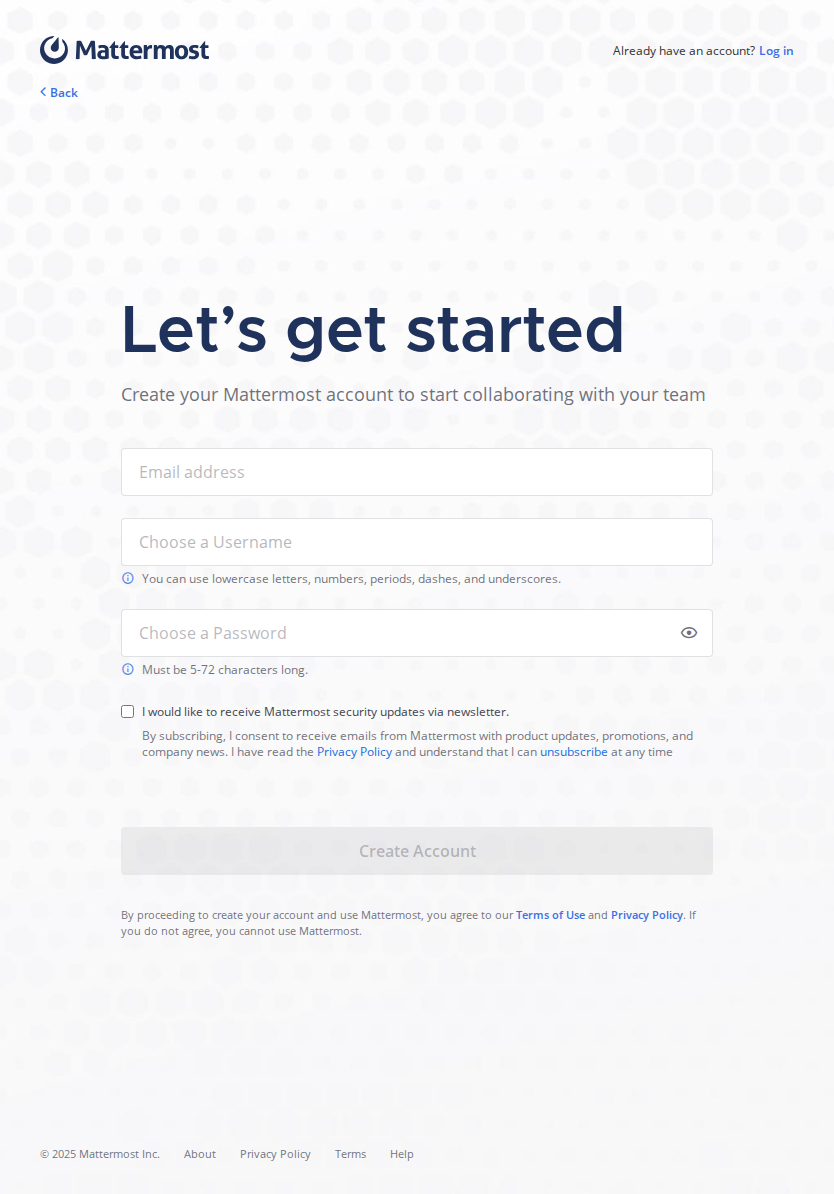 Mattermost
Already have an account? Log in
Back
Let's get started
Create your Mattermost account to start collaborating with your team
Email address
Choose a Username
You can use lowercase letters, numbers, periods, dashes, and underscores.
Choose a Password
Must be 5-72 characters long.
I would like to receive Mattermost security updates via newsletter.
By subscribing, I consent to receive emails from Mattermost with product updates, promotions, and
company news. I have read the Privacy Policy and understand that I can unsubscribe at any time
Create Account
By proceeding to create your account and use Mattermost, you agree to our Terms of Use and Privacy Policy. If
you do not agree, you cannot use Mattermost.
© 2025 Mattermost Inc. About Privacy Policy Terms Help